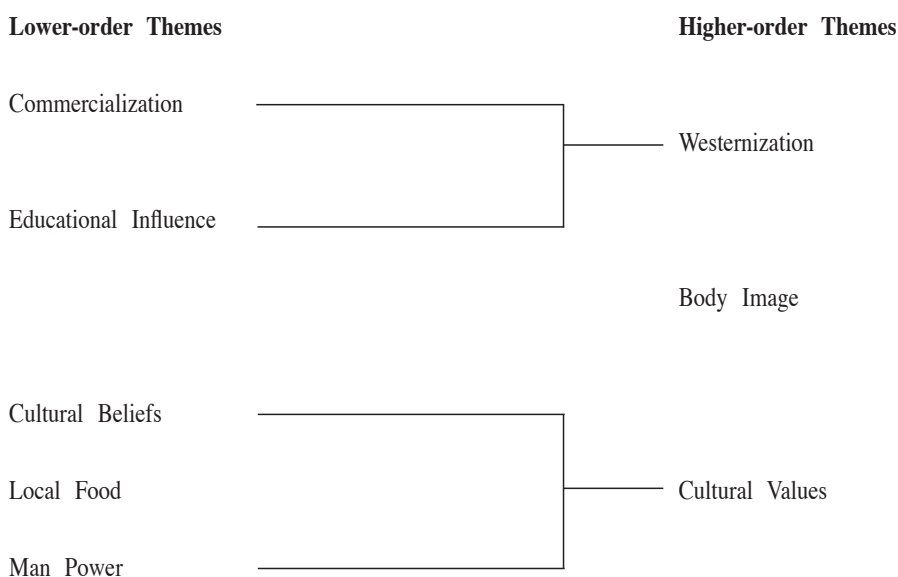 Lower-order Themes
Higher-order Themes
Commercialization
Westernization
Educational Influence
Body Image
Cultural Beliefs
Local Food
Cultural Values
Man Power